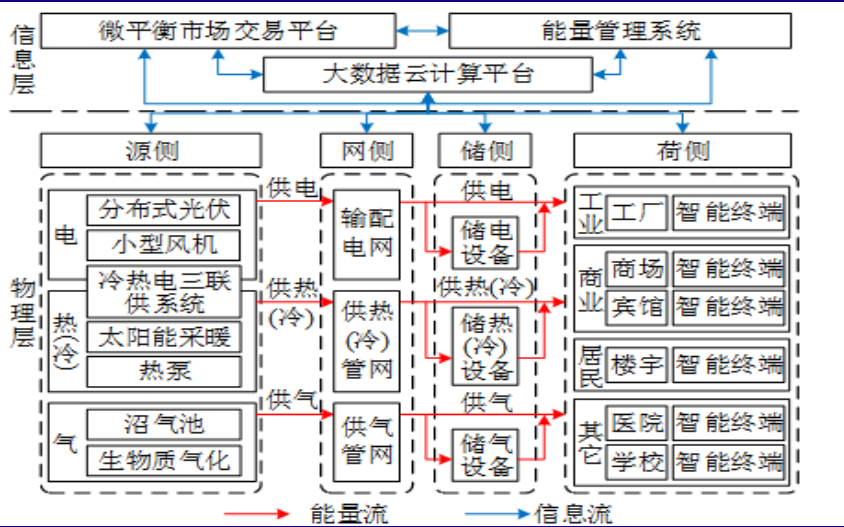 信息层
微平衡市场交易平台
能量管理系统
大数据云计算平台
物理层
源侧
网侧
储侧
荷侧
电
分布式光伏
小型风机
冷热电三联
供系统
热(冷)
太阳能采暖
热泵
气
沼气池
生物质气化
供电
供热
(冷)
供气
输配
电网
供热
(冷)
管网
供气
管网
供电
储电
设备
供热(冷)
储热
(冷)
设备
供气
储气
设备
工业
工厂
智能终端
商业
商场
智能终端
宾馆
智能终端
居民
楼宇
智能终端
其它
医院
智能终端
学校
智能终端
能量流
信息流